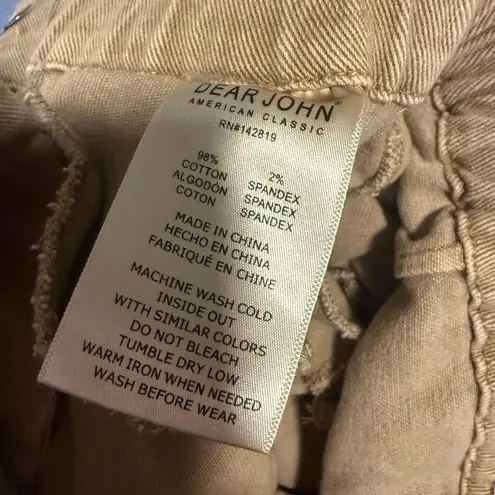 DEAR JOHN®
AMERICAN CLASSIC
RN#142819
98% 2%
COTTON SPANDEX
ALGODÓN SPANDEX
COTON SPANDEX
MADE IN CHINA
HECHO EN CHINA
FABRIQUÉ EN CHINE
MACHINE WASH COLD
INSIDE OUT
WITH SIMILAR COLORS
DO NOT BLEACH
TUMBLE DRY LOW
WARM IRON WHEN NEEDED
WASH BEFORE WEAR